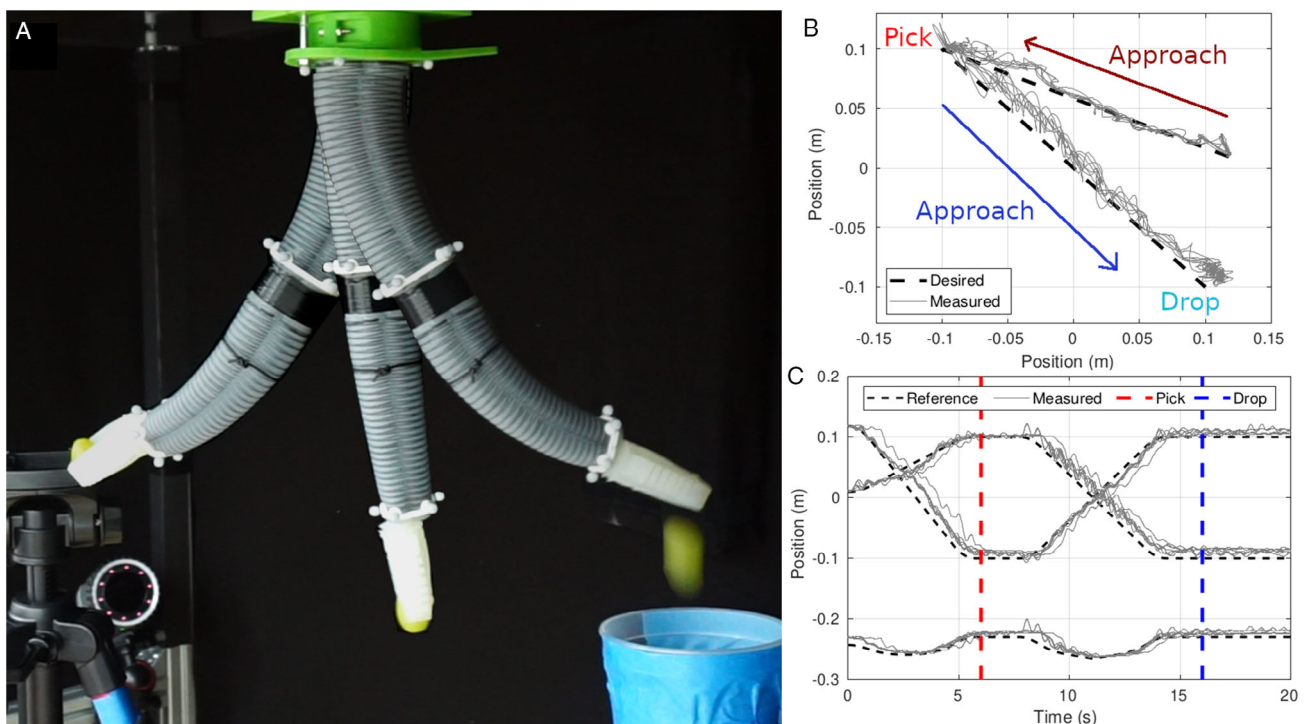 A
B
Pick
Approach
Approach
Drop
Desired
Measured
0.1
0.05
0
-0.05
-0.1
Position (m)
-0.15
-0.1
-0.05
0
0.05
0.1
0.15
Position (m)
C
Reference
Measured
Pick
Drop
0.2
0.1
0
-0.1
-0.2
-0.3
Position (m)
0
5
10
15
20
Time (s)